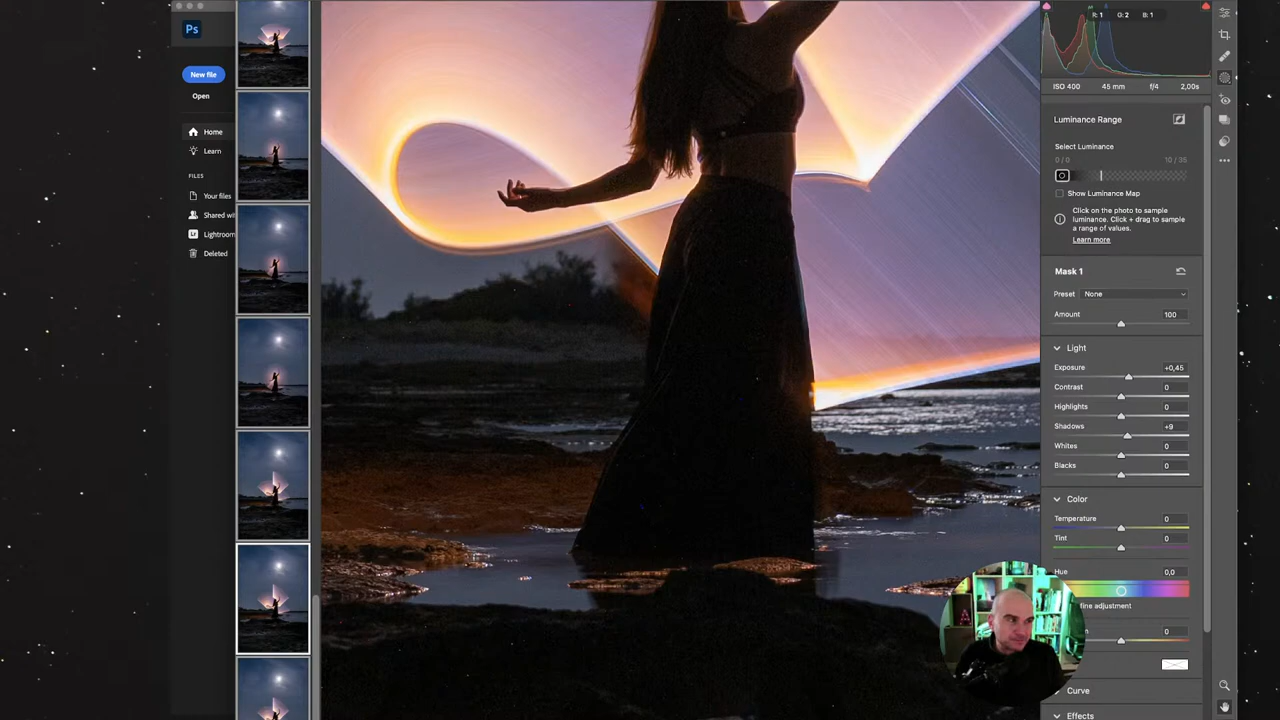 Ps
New file
Open
Home
Learn
FILES
Your files
Shared wi
Lr Lightroom
Deleted
R: 1 G: 2 B: 1
ISO 400 45 mm f/4 2,00s
Luminance Range
Select Luminance
0 / 0 10 / 35
Show Luminance Map
Click on the photo to sample
luminance. Click + drag to sample
a range of values.
Learn more
Mask 1
Preset None
Amount 100
Light
Exposure +0,45
Contrast 0
Highlights 0
Shadows +9
Whites 0
Blacks 0
Color
Temperature 0
Tint 0
Hue 0,0
fine adjustment
0
Curve
Effects